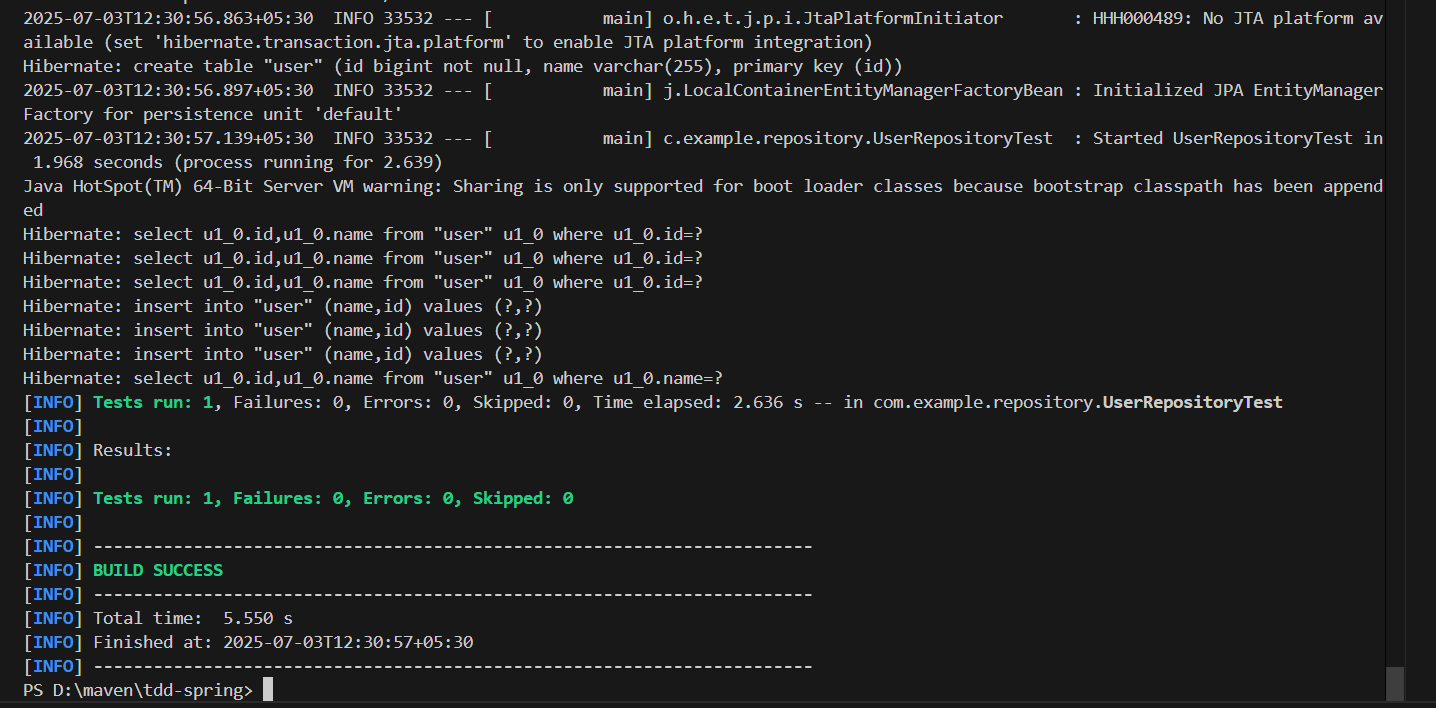 2025-07-03T12:30:56.863+05:30  INFO 33532 --- [           main] o.h.e.t.j.p.i.JtaPlatformInitiator       : HHH000489: No JTA platform av
ailable (set 'hibernate.transaction.jta.platform' to enable JTA platform integration)
Hibernate: create table "user" (id bigint not null, name varchar(255), primary key (id))
2025-07-03T12:30:56.897+05:30  INFO 33532 --- [           main] j.LocalContainerEntityManagerFactoryBean : Initialized JPA EntityManager
Factory for persistence unit 'default'
2025-07-03T12:30:57.139+05:30  INFO 33532 --- [           main] c.example.repository.UserRepositoryTest  : Started UserRepositoryTest in
 1.968 seconds (process running for 2.639)
Java HotSpot(TM) 64-Bit Server VM warning: Sharing is only supported for boot loader classes because bootstrap classpath has been append
ed
Hibernate: select u1_0.id,u1_0.name from "user" u1_0 where u1_0.id=?
Hibernate: select u1_0.id,u1_0.name from "user" u1_0 where u1_0.id=?
Hibernate: select u1_0.id,u1_0.name from "user" u1_0 where u1_0.id=?
Hibernate: insert into "user" (name,id) values (?,?)
Hibernate: insert into "user" (name,id) values (?,?)
Hibernate: insert into "user" (name,id) values (?,?)
Hibernate: select u1_0.id,u1_0.name from "user" u1_0 where u1_0.name=?
[INFO] Tests run: 1, Failures: 0, Errors: 0, Skipped: 0, Time elapsed: 2.636 s -- in com.example.repository.UserRepositoryTest
[INFO]
[INFO] Results:
[INFO]
[INFO] Tests run: 1, Failures: 0, Errors: 0, Skipped: 0
[INFO]
[INFO] ------------------------------------------------------------------------
[INFO] BUILD SUCCESS
[INFO] ------------------------------------------------------------------------
[INFO] Total time:  5.550 s
[INFO] Finished at: 2025-07-03T12:30:57+05:30
[INFO] ------------------------------------------------------------------------
PS D:\maven\tdd-spring>